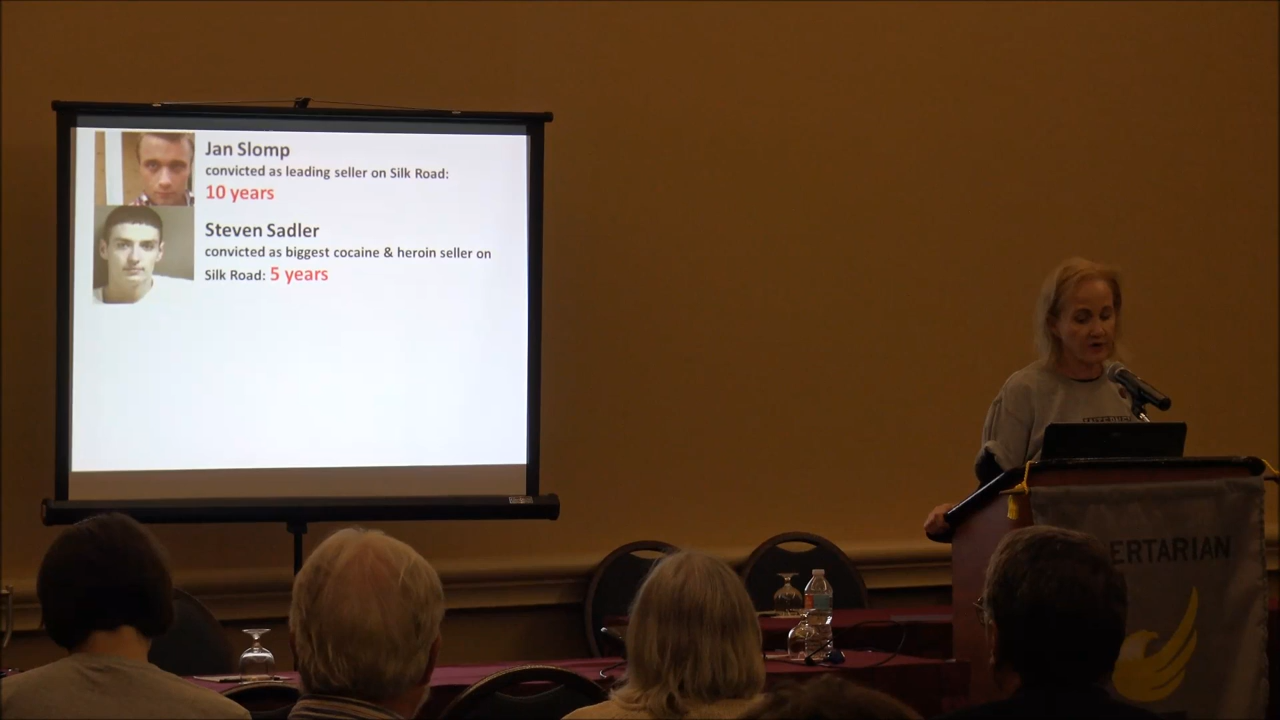 Jan Slomp
convicted as leading seller on Silk Road:
10 years
Steven Sadler
convicted as biggest cocaine & heroin seller on
Silk Road: 5 years
ERTARIAN